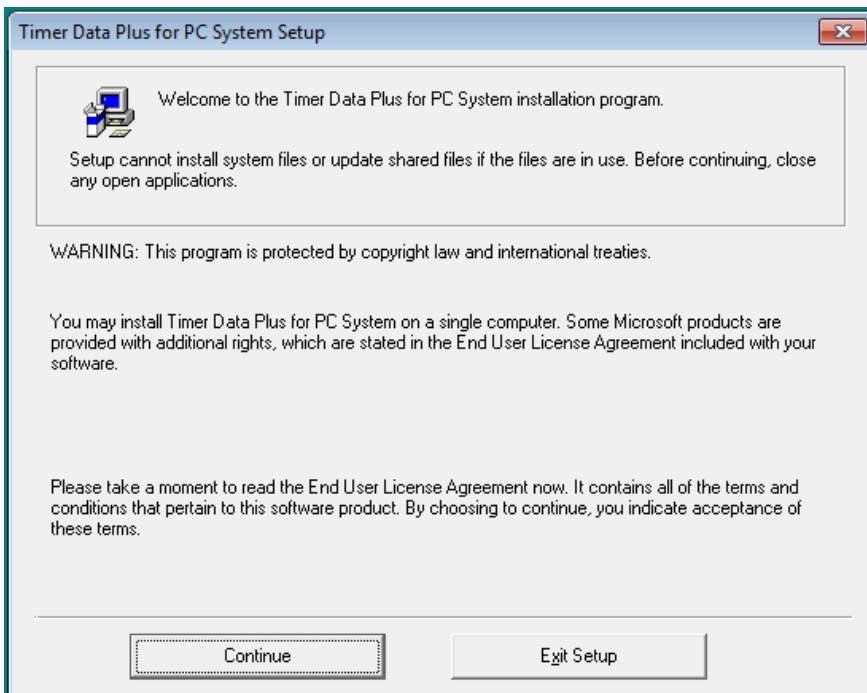 Timer Data Plus for PC System Setup
Welcome to the Timer Data Plus for PC System installation program.
Setup cannot install system files or update shared files if the files are in use. Before continuing, close
any open applications.
WARNING: This program is protected by copyright law and international treaties.
You may install Timer Data Plus for PC System on a single computer. Some Microsoft products are
provided with additional rights, which are stated in the End User License Agreement included with your
software.
Please take a moment to read the End User License Agreement now. It contains all of the terms and
conditions that pertain to this software product. By choosing to continue, you indicate acceptance of
these terms.
Continue
Exit Setup